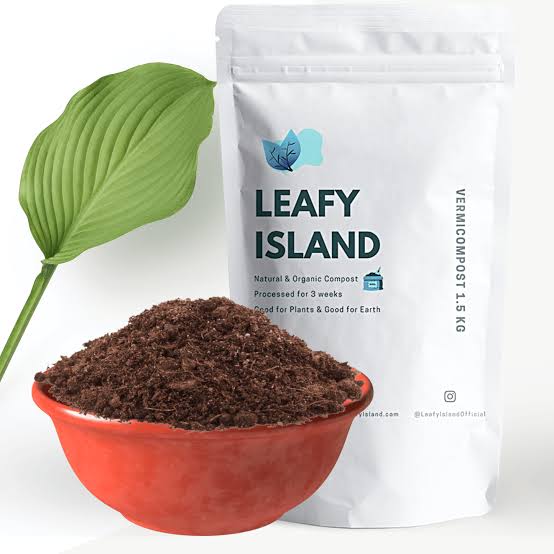 LEAFY
ISLAND
Natural & Organic Compost
Processed for 3 weeks
Good for Plants & Good for Earth
VERMICOMPOST 1.5 KG
@LeafyIslandOfficial